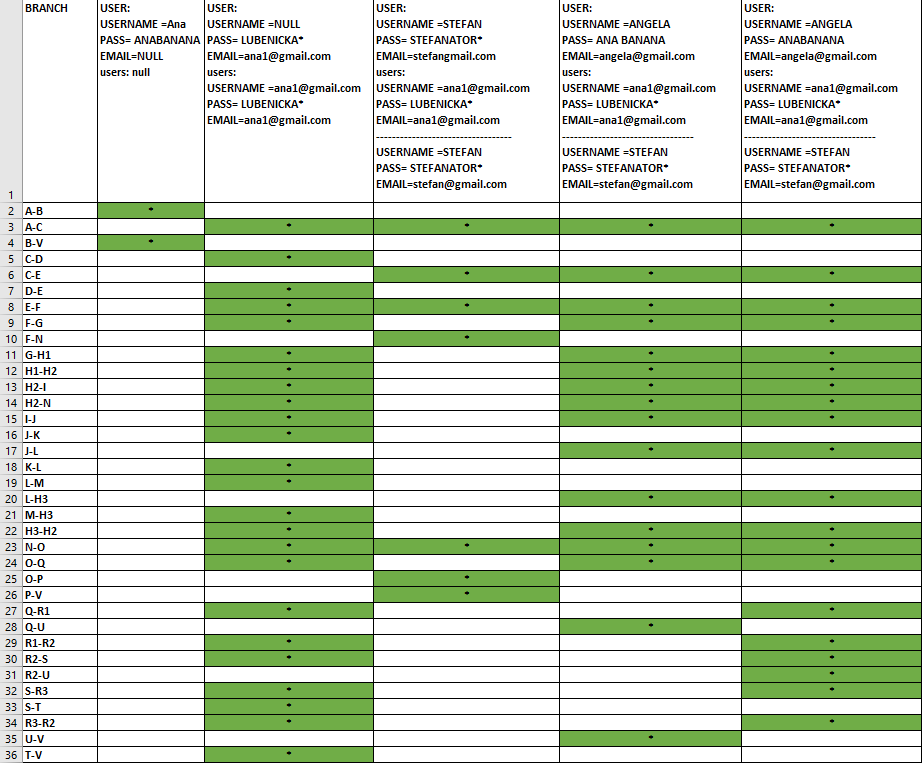 BRANCH
USER:
USERNAME =Ana
PASS= ANABANANA
EMAIL=NULL
users: null
USER:
USERNAME =NULL
PASS= LUBENICKA*
EMAIL=ana1@gmail.com
users:
USERNAME =ana1@gmail.com
PASS= LUBENICKA*
EMAIL=ana1@gmail.com
USER:
USERNAME =STEFAN
PASS= STEFANATOR*
EMAIL=stefangmail.com
users:
USERNAME =ana1@gmail.com
PASS= LUBENICKA*
EMAIL=ana1@gmail.com
---------------------------------
USERNAME =STEFAN
PASS= STEFANATOR*
EMAIL=stefan@gmail.com
USER:
USERNAME =ANGELA
PASS= ANA BANANA
EMAIL=angela@gmail.com
users:
USERNAME =ana1@gmail.com
PASS= LUBENICKA*
EMAIL=ana1@gmail.com
---------------------------------
USERNAME =STEFAN
PASS= STEFANATOR*
EMAIL=stefan@gmail.com
USER:
USERNAME =ANGELA
PASS= ANABANANA
EMAIL=angela@gmail.com
users:
USERNAME =ana1@gmail.com
PASS= LUBENICKA*
EMAIL=ana1@gmail.com
---------------------------------
USERNAME =STEFAN
PASS= STEFANATOR*
EMAIL=stefan@gmail.com
1
2 A-B *
3 A-C * * * *
4 B-V *
5 C-D *
6 C-E * * *
7 D-E *
8 E-F * * * *
9 F-G * * *
10 F-N *
11 G-H1 * * *
12 H1-H2 * * *
13 H2-I * * *
14 H2-N * * *
15 I-J * * *
16 J-K *
17 J-L * *
18 K-L *
19 L-M *
20 L-H3 * *
21 M-H3 *
22 H3-H2 * * *
23 N-O * * * *
24 O-Q * * *
25 O-P *
26 P-V *
27 Q-R1 * *
28 Q-U *
29 R1-R2 * *
30 R2-S * *
31 R2-U *
32 S-R3 * *
33 S-T *
34 R3-R2 * *
35 U-V *
36 T-V *